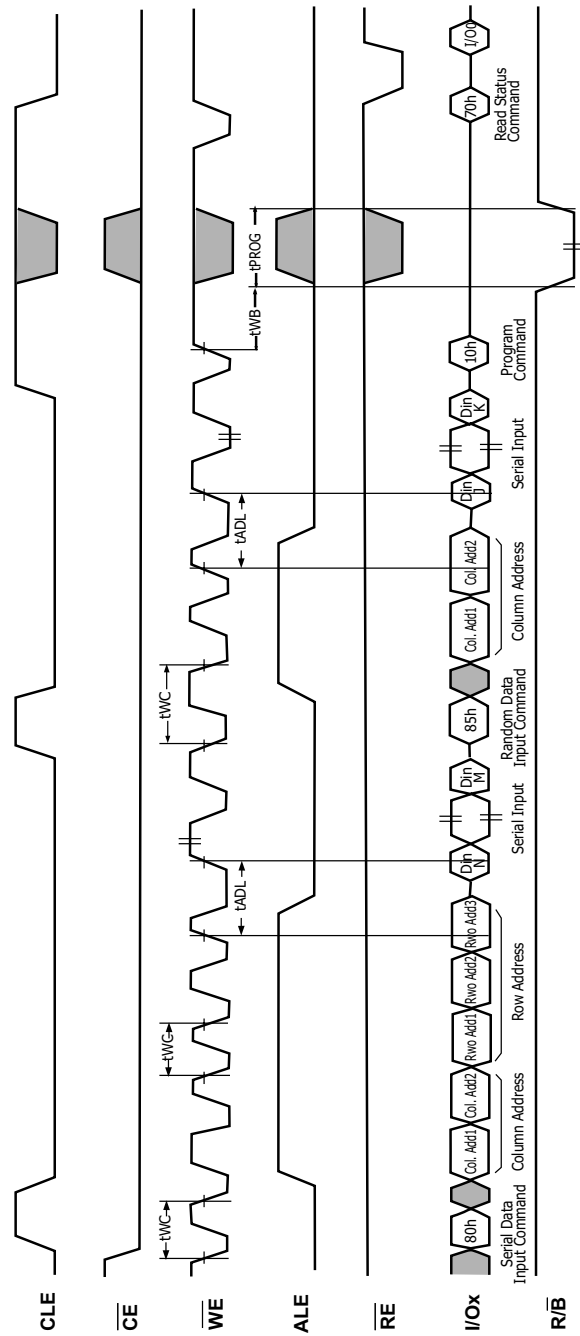 CLE
CE
WE
tWC
tWC
tADL
tWC
tADL
tWB
tPROG
ALE
RE
I/Ox
80h
Col. Add1
Col. Add2
Rwo Add1
Rwo Add2
Rwo Add3
Din
N
Din
M
85h
Col. Add1
Col. Add2
Din
J
Din
K
10h
70h
I/O0
Serial Data
Input Command
Column Address
Row Address
Serial Input
Random Data
Input Command
Column Address
Serial Input
Program
Command
Read Status
Command
R/B